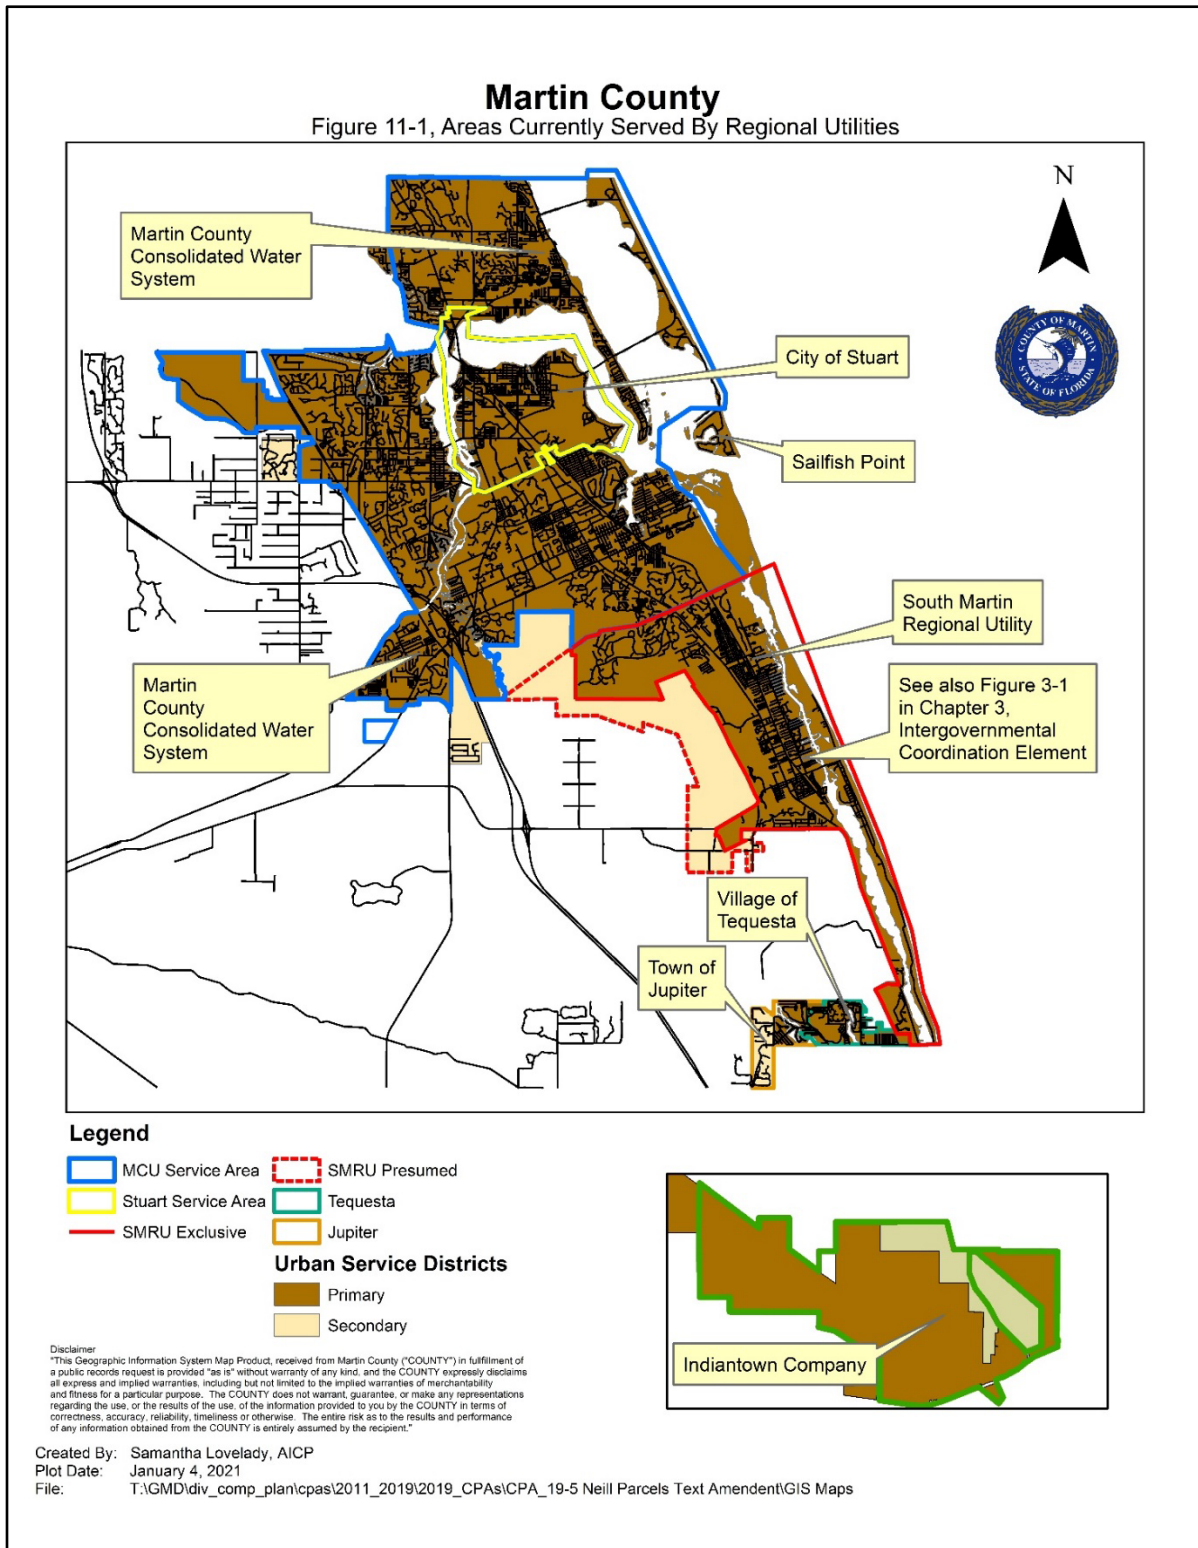 Martin County
Figure 11-1, Areas Currently Served By Regional Utilities
N
Martin County
Consolidated Water
System
COUNTY OF MARTIN
STATE OF FLORIDA
City of Stuart
Sailfish Point
South Martin
Regional Utility
See also Figure 3-1
in Chapter 3,
Intergovernmental
Coordination Element
Martin
County
Consolidated Water
System
Village of
Tequesta
Town of
Jupiter
Legend
MCU Service Area
SMRU Presumed
Stuart Service Area
Tequesta
SMRU Exclusive
Jupiter
Urban Service Districts
Primary
Secondary
Indiantown Company
Disclaimer
"This Geographic Information System Map Product, received from Martin County ("COUNTY") in fullfillment of
a public records request is provided "as is" without warranty of any kind, and the COUNTY expressly disclaims
all express and implied warranties, including but not limited to the implied warranties of merchantability
and fitness for a particular purpose. The COUNTY does not warrant, guarantee, or make any representations
regarding the use, or the results of the use, of the information provided to you by the COUNTY in terms of
correctness, accuracy, reliability, timeliness or otherwise. The entire risk as to the results and performance
of any information obtained from the COUNTY is entirely assumed by the recipient."
Created By: Samantha Lovelady, AICP
Plot Date: January 4, 2021
File: T:\GMD\div_comp_plan\cpas\2011_2019\2019_CPAs\CPA_19-5 Neill Parcels Text Amendent\GIS Maps